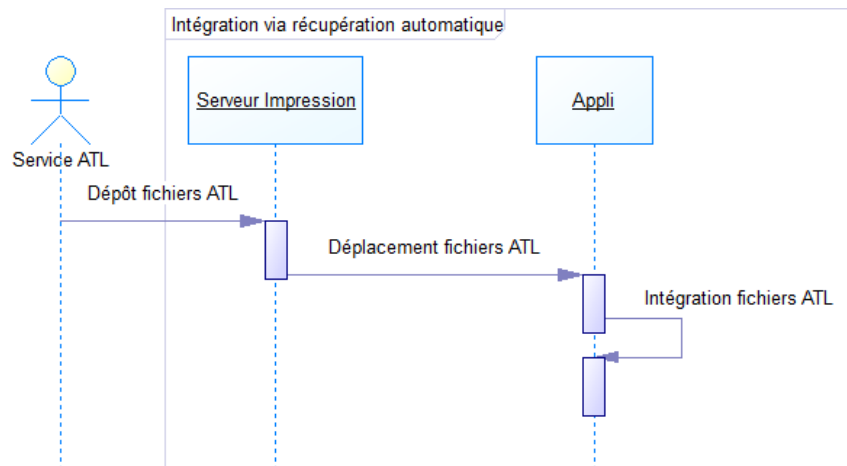 Intégration via récupération automatique
Serveur Impression
Appli
Service ATL
Dépôt fichiers ATL
Déplacement fichiers ATL
Intégration fichiers ATL